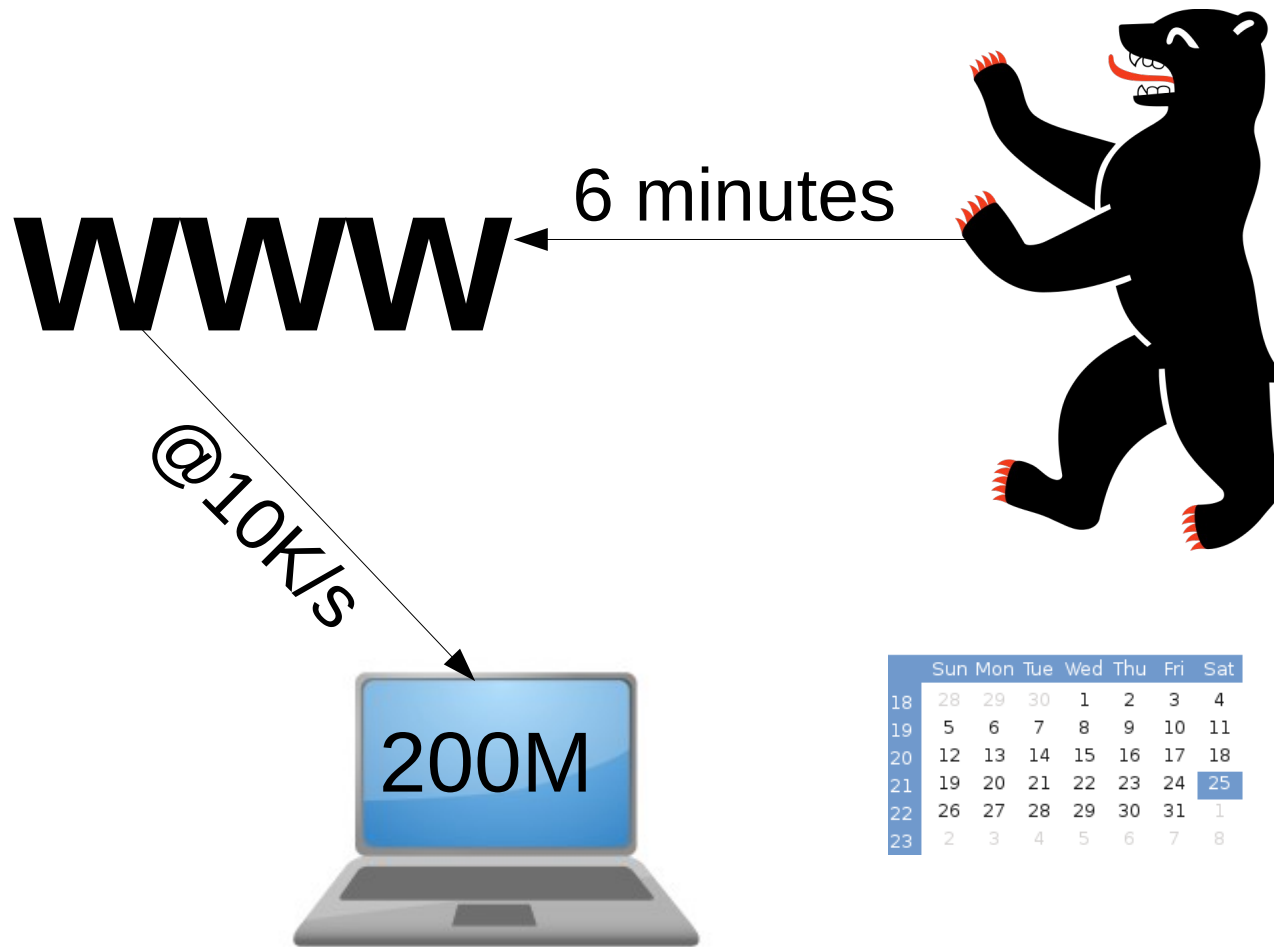 6 minutes
www
@10K/s
200M
Sun Mon Tue Wed Thu Fri Sat
18 28 29 30 1 2 3 4
19 5 6 7 8 9 10 11
20 12 13 14 15 16 17 18
21 19 20 21 22 23 24 25
22 26 27 28 29 30 31 1
23 2 3 4 5 6 7 8